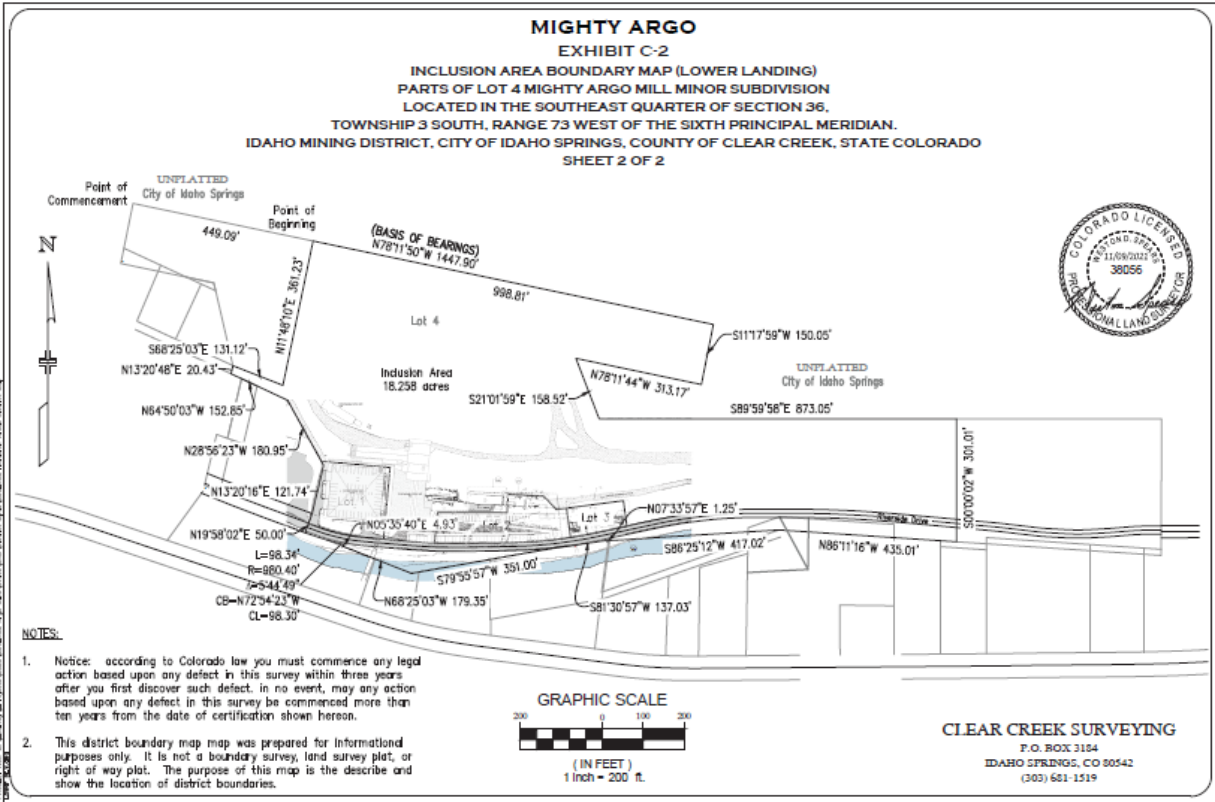 MIGHTY ARGO
EXHIBIT C-2
INCLUSION AREA BOUNDARY MAP (LOWER LANDING)
PARTS OF LOT 4 MIGHTY ARGO MILL MINOR SUBDIVISION
LOCATED IN THE SOUTHEAST QUARTER OF SECTION 36,
TOWNSHIP 3 SOUTH, RANGE 73 WEST OF THE SIXTH PRINCIPAL MERIDIAN.
IDAHO MINING DISTRICT, CITY OF IDAHO SPRINGS, COUNTY OF CLEAR CREEK, STATE COLORADO
SHEET 2 OF 2
Point of
Commencement
UNPLATTED
City of Idaho Springs
Point of
Beginning
449.09'
(BASIS OF BEARINGS)
N78°11'50"W 1447.90'
998.81'
N
N11°48'10"E 361.23'
Lot 4
COLORADO LICENSED
WESTON D. SPEARS
11/09/2021
38056
PROFESSIONAL LAND SURVEYOR
S11°17'59"W 150.05'
S68°25'03"E 131.12'
N13°20'48"E 20.43'
Inclusion Area
18.258 acres
N78°11'44"W 313.17'
UNPLATTED
City of Idaho Springs
S21°01'59"E 158.52'
N64°50'03"W 152.85'
S89°59'58"E 873.05'
N28°56'23"W 180.95'
S00°00'02"W 301.01'
N13°20'16"E 121.74'
Lot 1
N05°35'40"E 4.93'
Lot 2
Lot 3
N07°33'57"E 1.25'
Riverside Drive
N19°58'02"E 50.00'
S86°25'12"W 417.02'
N86°11'16"W 435.01'
L=98.34'
R=980.40'
Δ=5°44'49"
CB=N72°54'23"W
CL=98.30'
S79°55'57"W 351.00'
N68°25'03"W 179.35'
S81°30'57"W 137.03'
NOTES:
1. Notice: according to Colorado law you must commence any legal
action based upon any defect in this survey within three years
after you first discover such defect. in no event, may any action
based upon any defect in this survey be commenced more than
ten years from the date of certification shown hereon.
2. This district boundary map map was prepared for informational
purposes only. It is not a boundary survey, land survey plat, or
right of way plat. The purpose of this map is the describe and
show the location of district boundaries.
GRAPHIC SCALE
200 0 100 200
( IN FEET )
1 inch = 200 ft.
CLEAR CREEK SURVEYING
P.O. BOX 3184
IDAHO SPRINGS, CO 80542
(303) 681-1519